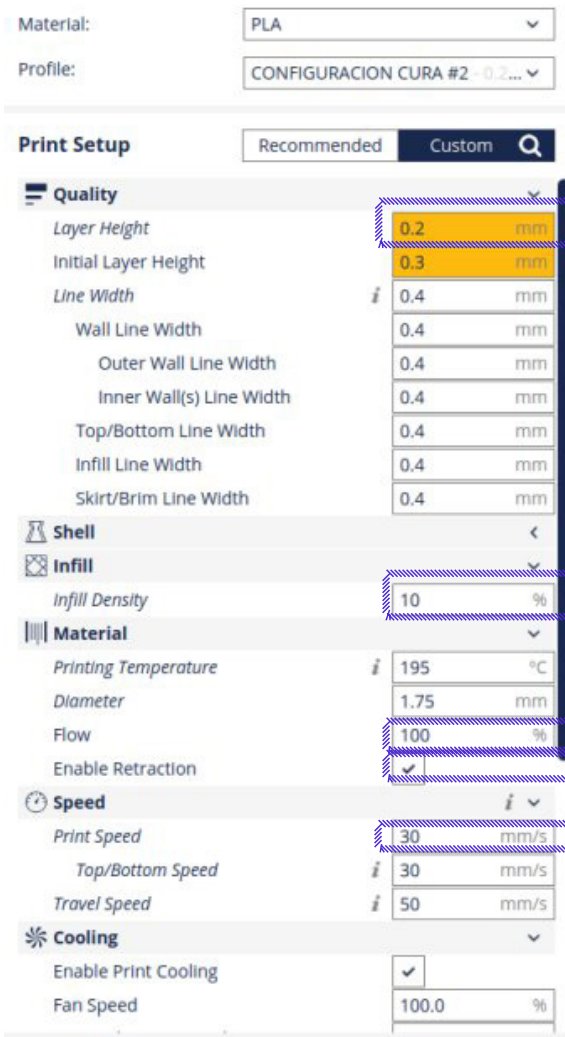 Material: PLA
Profile: CONFIGURACION CURA #2 - 0.2...
Print Setup Recommended Custom
Quality
Layer Height 0.2 mm
Initial Layer Height 0.3 mm
Line Width i 0.4 mm
Wall Line Width 0.4 mm
Outer Wall Line Width 0.4 mm
Inner Wall(s) Line Width 0.4 mm
Top/Bottom Line Width 0.4 mm
Infill Line Width 0.4 mm
Skirt/Brim Line Width 0.4 mm
Shell
Infill
Infill Density 10 %
Material
Printing Temperature i 195 °C
Diameter 1.75 mm
Flow 100 %
Enable Retraction
Speed i
Print Speed 30 mm/s
Top/Bottom Speed i 30 mm/s
Travel Speed i 50 mm/s
Cooling
Enable Print Cooling
Fan Speed 100.0 %